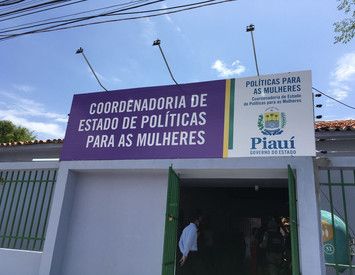 COORDENADORIA DE
ESTADO DE POLÍTICAS
PARA AS MULHERES
POLÍTICAS PARA
AS MULHERES
Coordenadoria de Estado
de Políticas para as Mulheres
Piauí
GOVERNO DO ESTADO